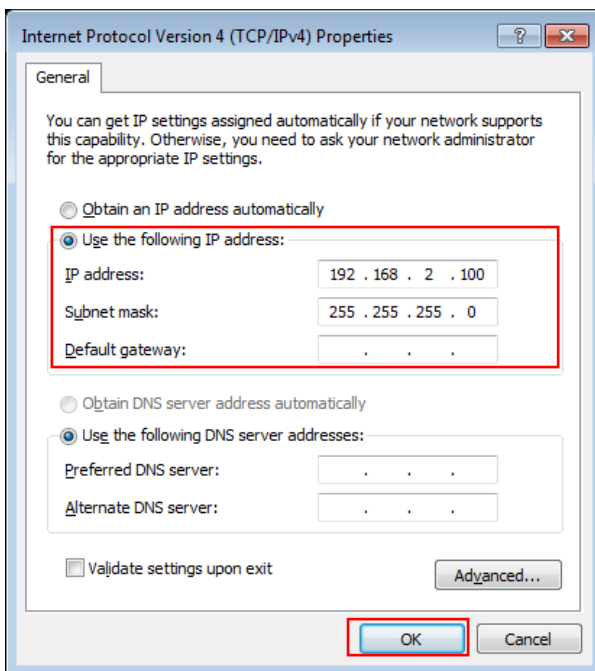 Internet Protocol Version 4 (TCP/IPv4) Properties
General
You can get IP settings assigned automatically if your network supports
this capability. Otherwise, you need to ask your network administrator
for the appropriate IP settings.
Obtain an IP address automatically
Use the following IP address:
IP address: 192 . 168 . 2 . 100
Subnet mask: 255 . 255 . 255 . 0
Default gateway: . . .
Obtain DNS server address automatically
Use the following DNS server addresses:
Preferred DNS server: . . .
Alternate DNS server: . . .
Validate settings upon exit
Advanced...
OK Cancel